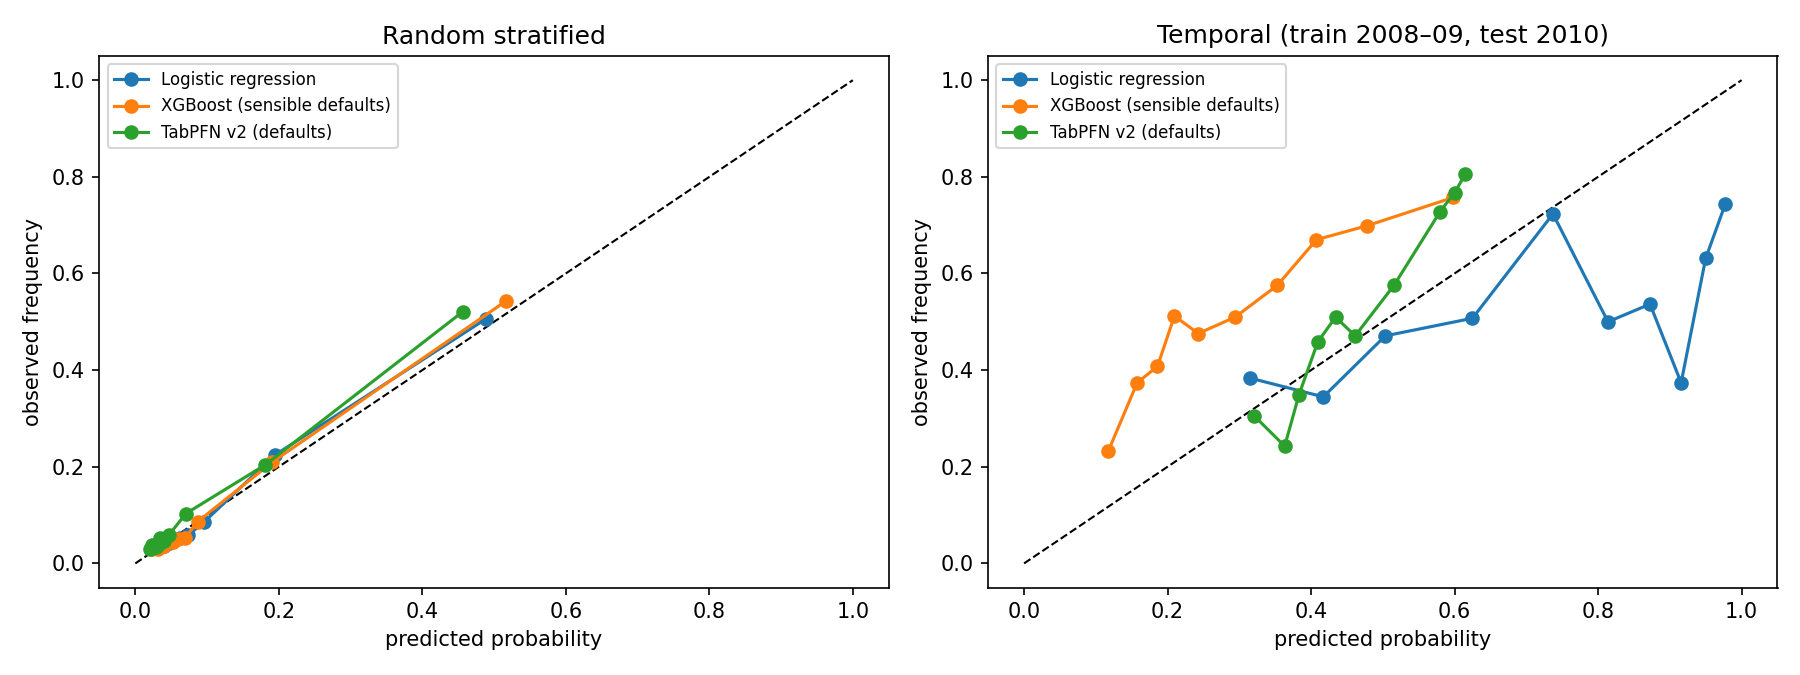 Random stratified
Logistic regression
XGBoost (sensible defaults)
TabPFN v2 (defaults)
1.0
0.8
0.6
0.4
0.2
0.0
observed frequency
0.0 0.2 0.4 0.6 0.8 1.0
predicted probability
Temporal (train 2008–09, test 2010)
Logistic regression
XGBoost (sensible defaults)
TabPFN v2 (defaults)
1.0
0.8
0.6
0.4
0.2
0.0
observed frequency
0.0 0.2 0.4 0.6 0.8 1.0
predicted probability